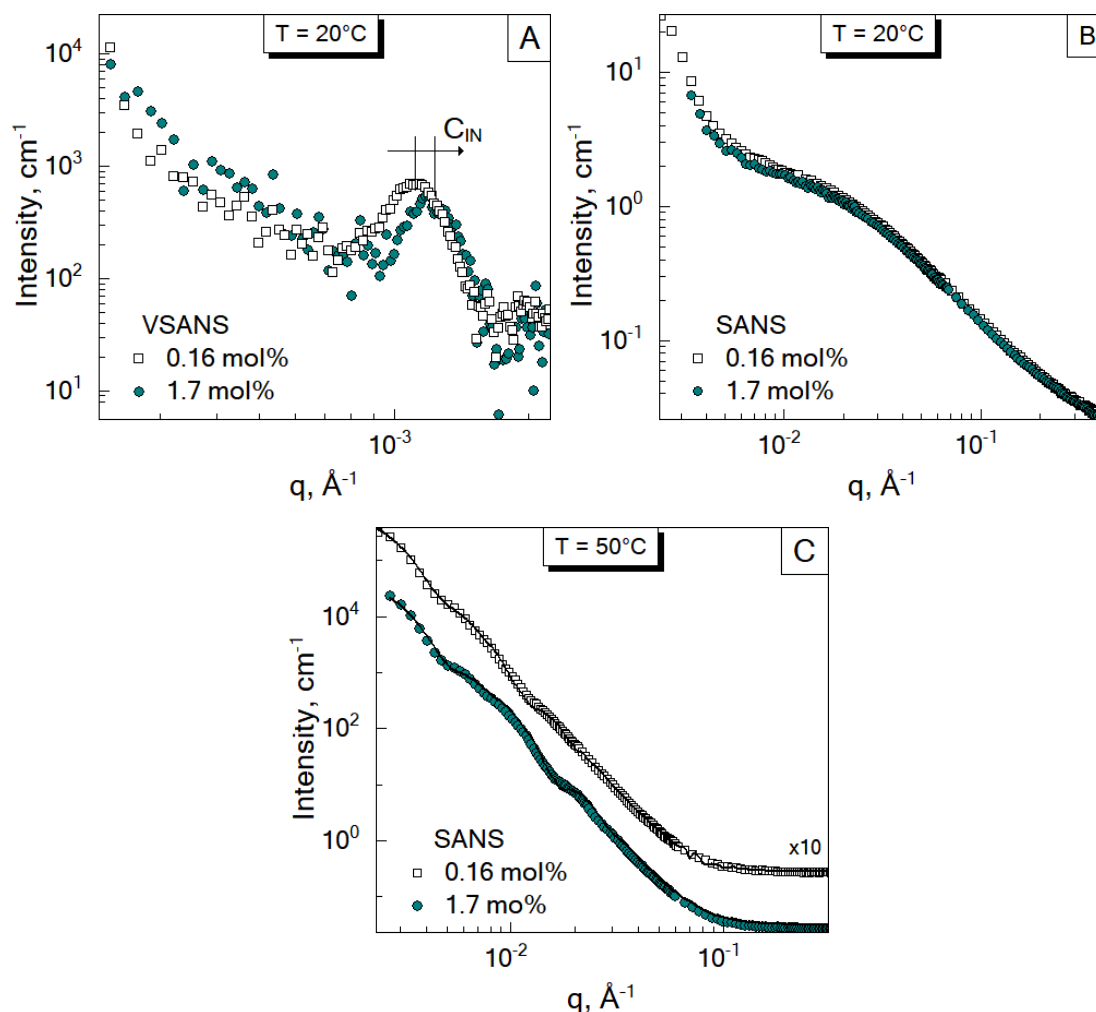 T = 20°C
A
10⁴
10³
10²
10¹
Intensity, cm⁻¹
C_IN
VSANS
0.16 mol%
1.7 mol%
10⁻³
q, Å⁻¹
T = 20°C
B
10¹
10⁰
10⁻¹
Intensity, cm⁻¹
SANS
0.16 mol%
1.7 mol%
10⁻² 10⁻¹
q, Å⁻¹
T = 50°C
C
10⁴
10²
10⁰
Intensity, cm⁻¹
x10
SANS
0.16 mol%
1.7 mo%
10⁻² 10⁻¹
q, Å⁻¹